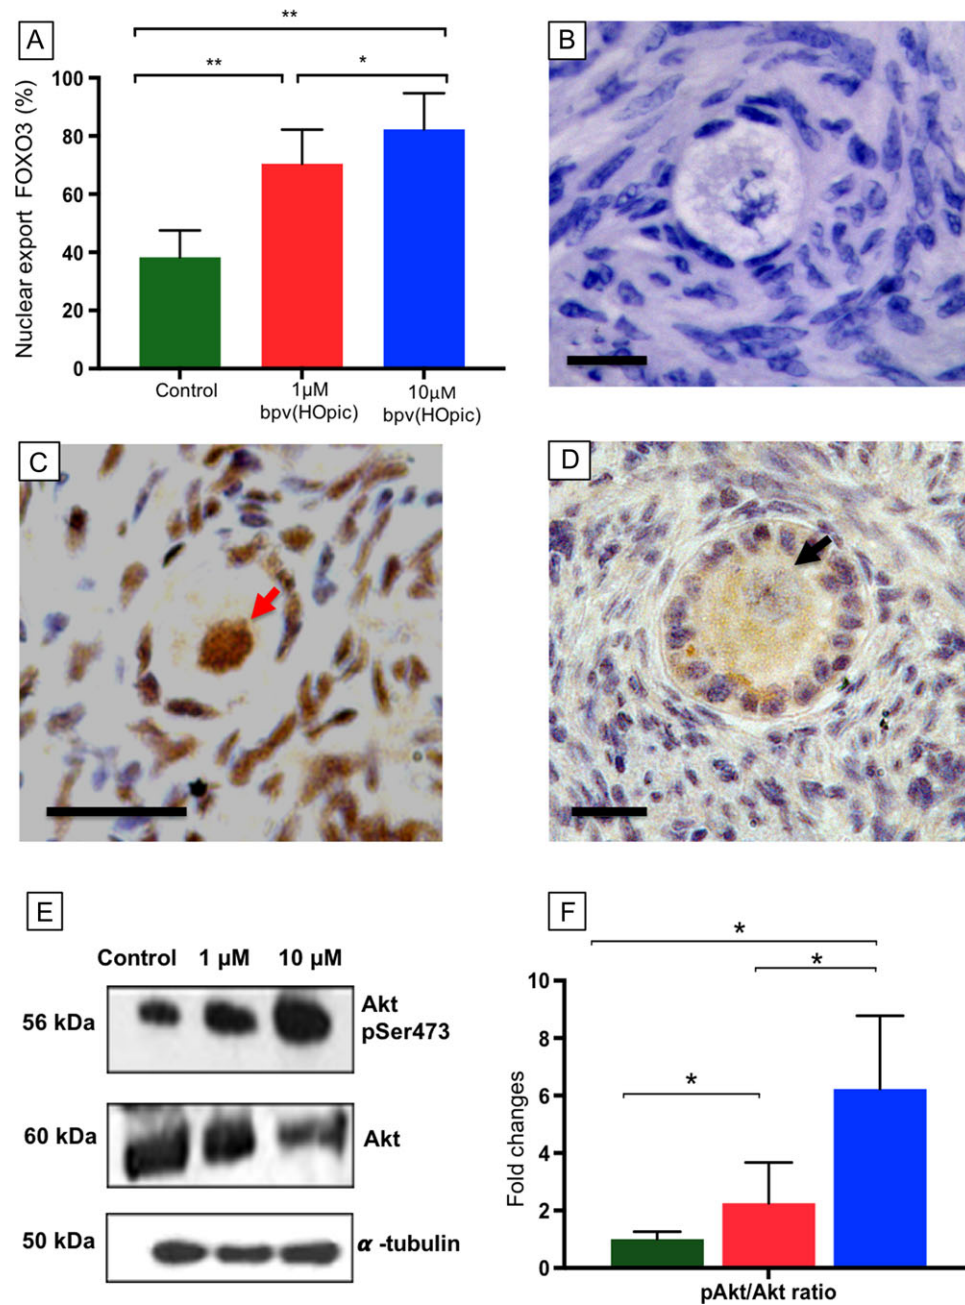 A
**
**
*
Nuclear export FOXO3 (%)
100
80
60
40
20
0
Control
1µM
bpv(HOpic)
10µM
bpv(HOpic)
B
C
D
E
Control 1 µM 10 µM
56 kDa
Akt
pSer473
60 kDa
Akt
50 kDa
α -tubulin
F
*
*
*
Fold changes
10
8
6
4
2
0
pAkt/Akt ratio